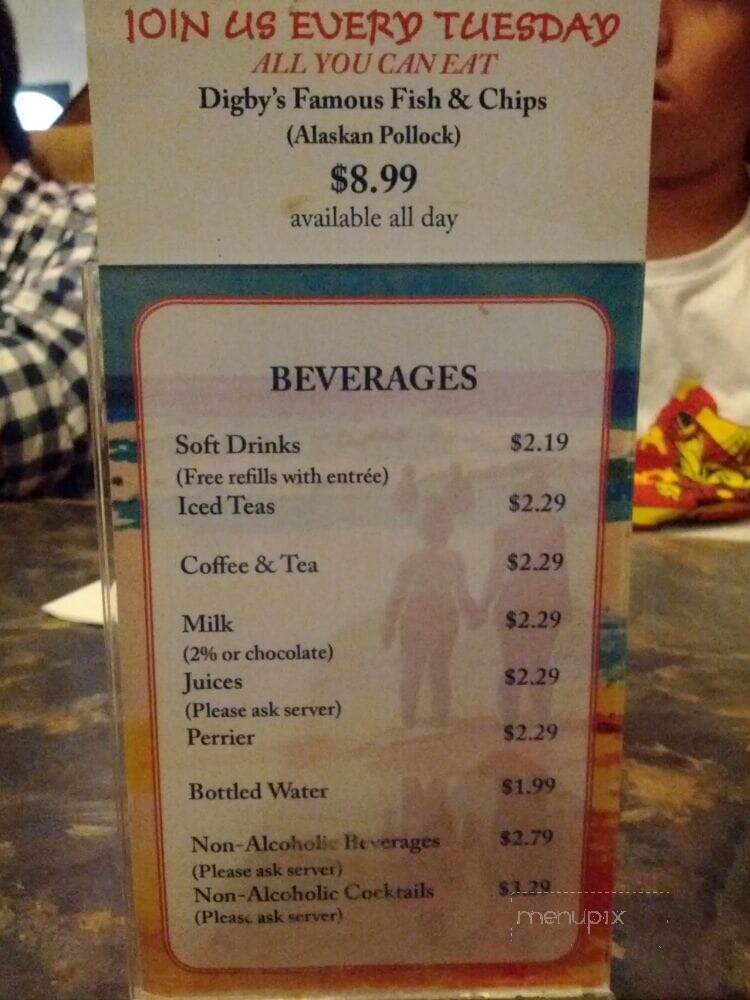 JOIN US EVERY TUESDAY
ALL YOU CAN EAT
Digby's Famous Fish & Chips
(Alaskan Pollock)
$8.99
available all day
BEVERAGES
Soft Drinks $2.19
(Free refills with entrée)
Iced Teas $2.29
Coffee & Tea $2.29
Milk $2.29
(2% or chocolate)
Juices $2.29
(Please ask server)
Perrier $2.29
Bottled Water $1.99
Non-Alcoholic Beverages $2.79
(Please ask server)
Non-Alcoholic Cocktails $3.29
(Please ask server)
menupix